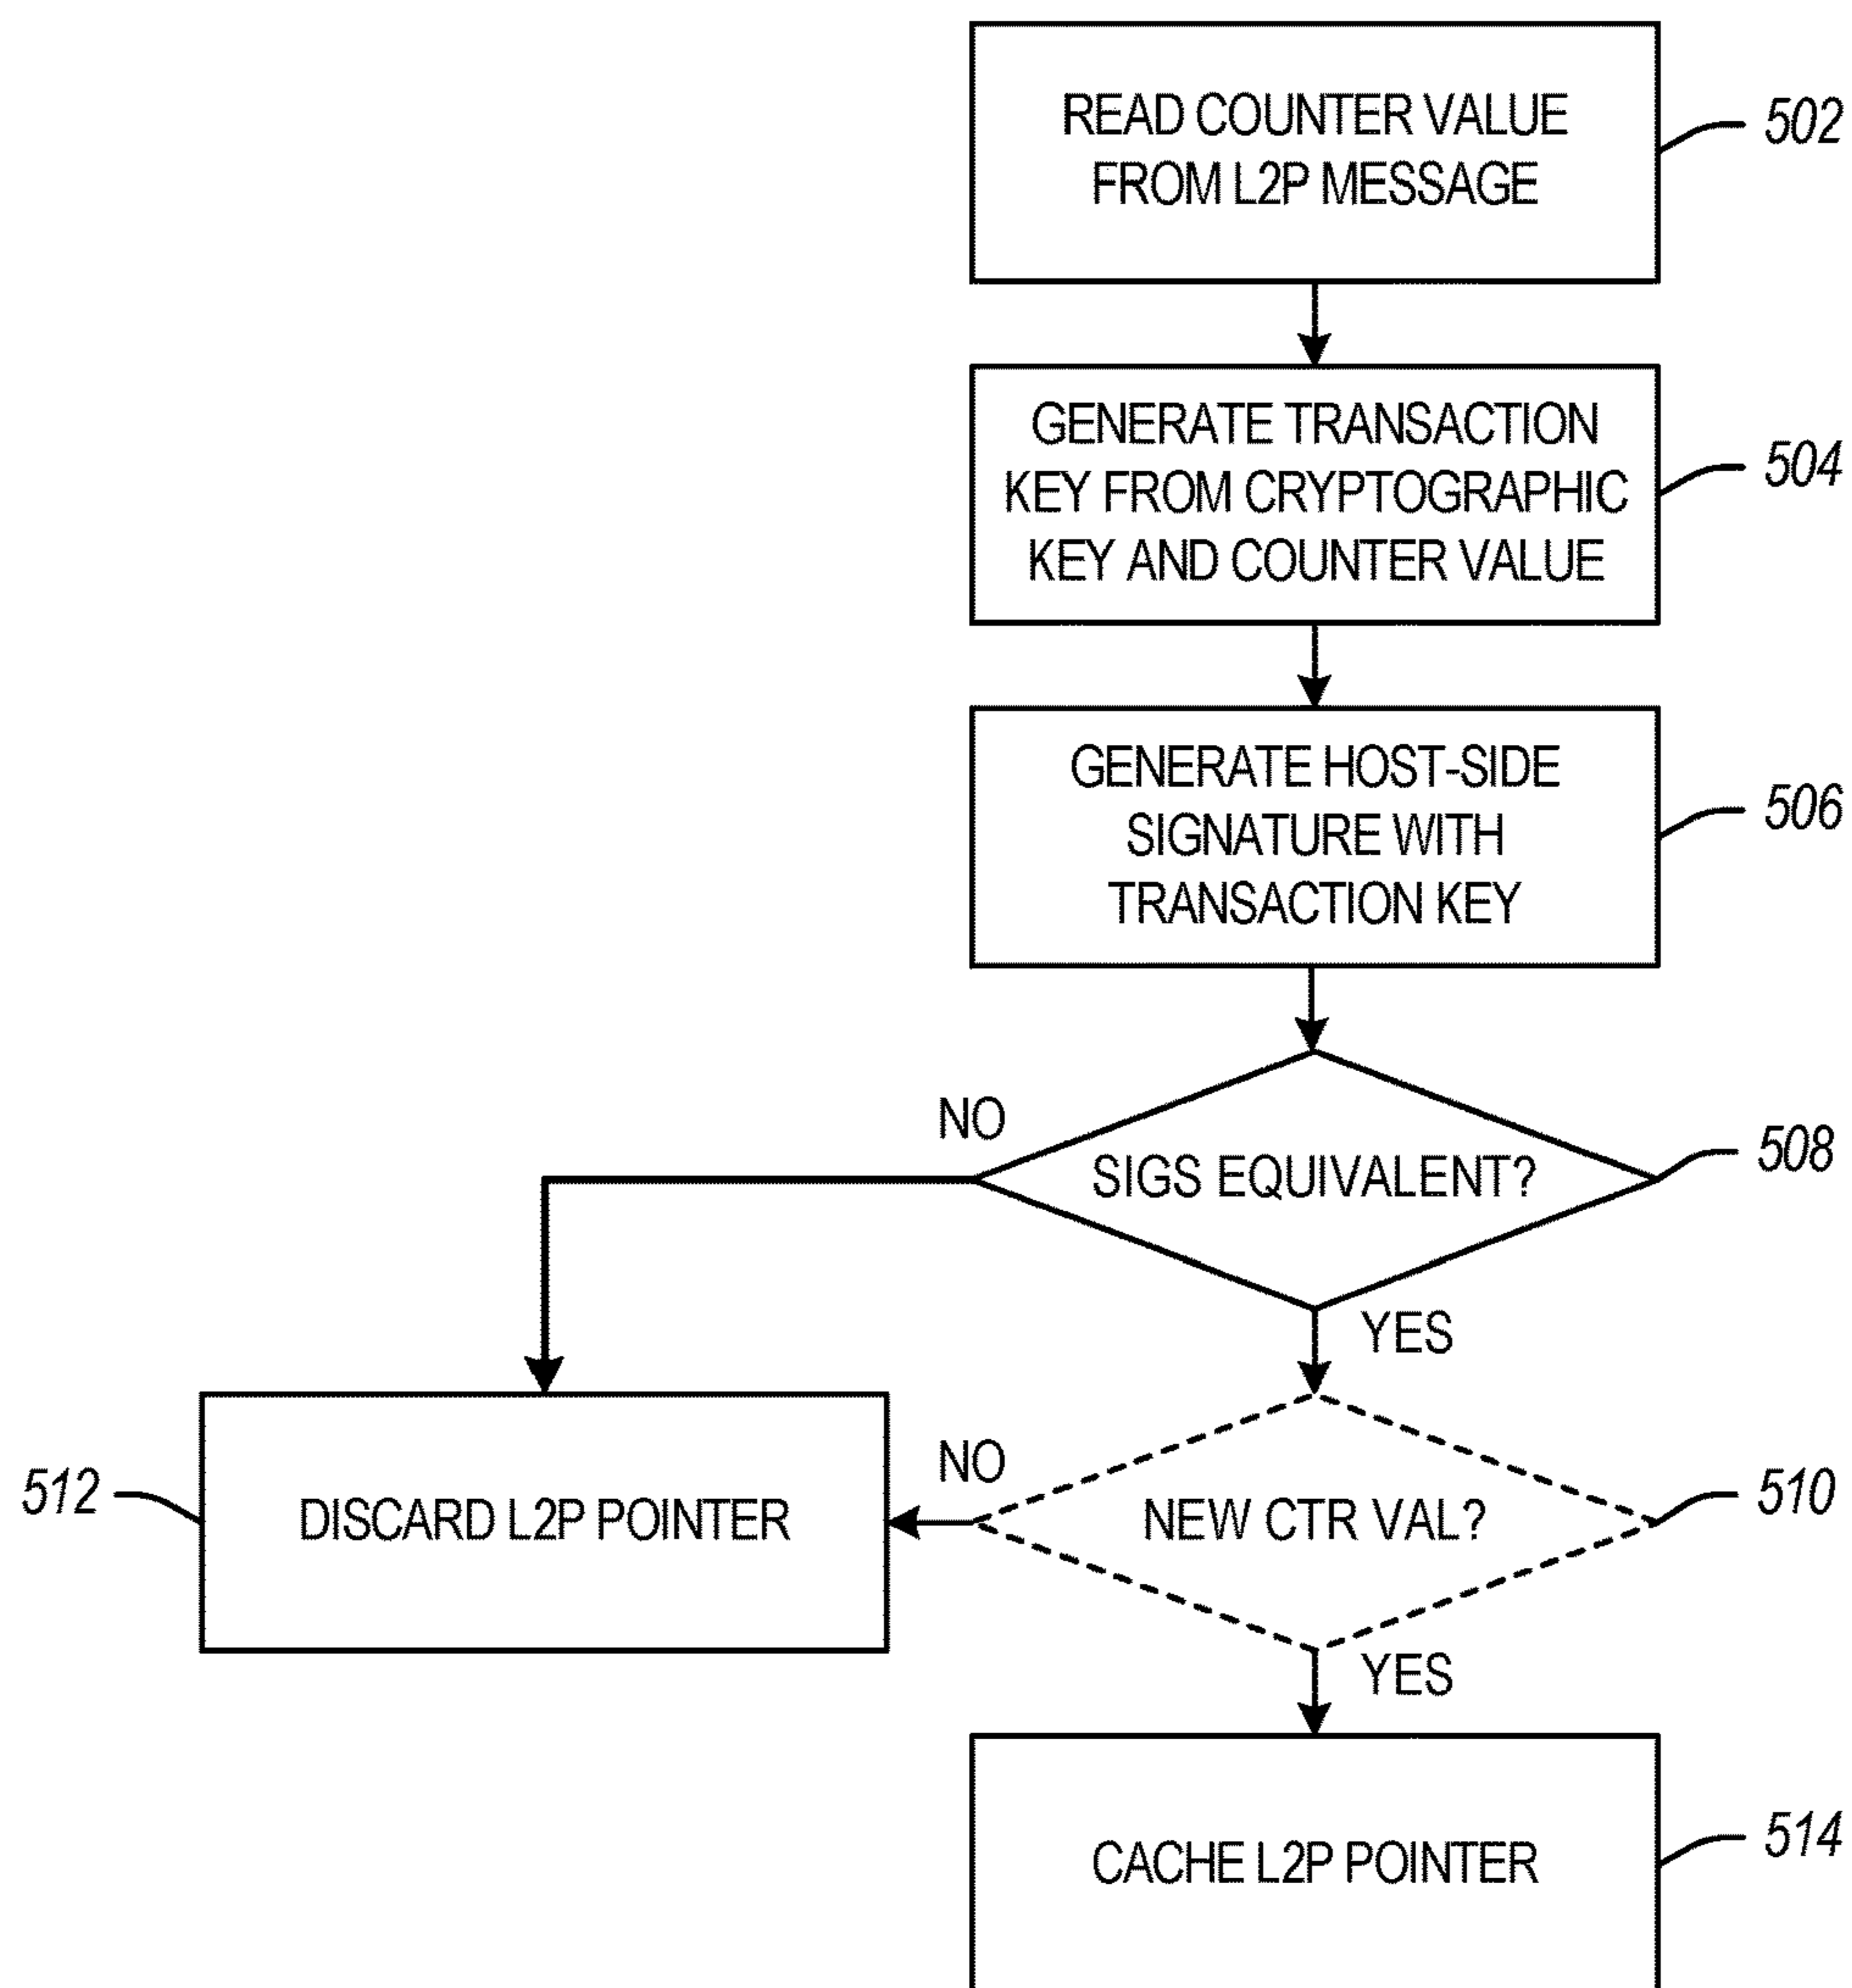 READ COUNTER VALUE
FROM L2P MESSAGE
502
GENERATE TRANSACTION
KEY FROM CRYPTOGRAPHIC
KEY AND COUNTER VALUE
504
GENERATE HOST-SIDE
SIGNATURE WITH
TRANSACTION KEY
506
NO
SIGS EQUIVALENT?
508
YES
512
DISCARD L2P POINTER
NO
NEW CTR VAL?
510
YES
CACHE L2P POINTER
514